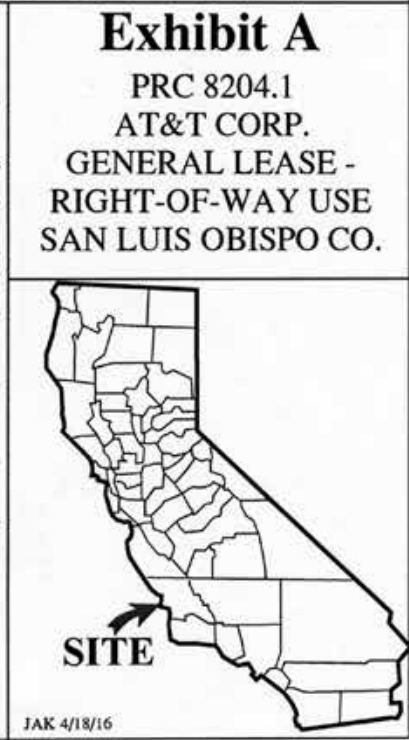 Exhibit A
PRC 8204.1
AT&T CORP.
GENERAL LEASE -
RIGHT-OF-WAY USE
SAN LUIS OBISPO CO.
SITE
JAK 4/18/16